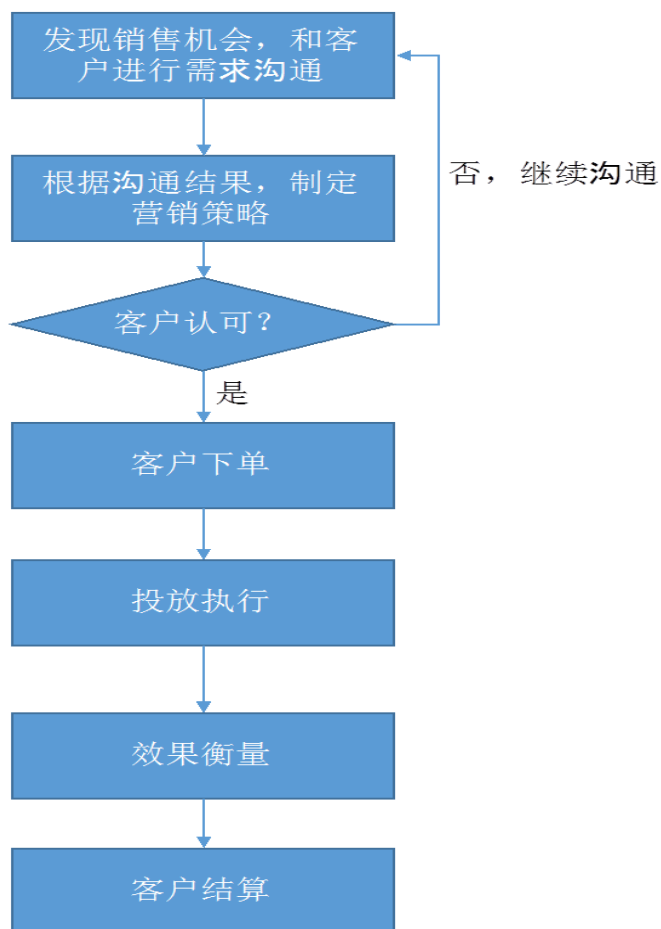 发现销售机会，和客
户进行需求沟通
否，继续沟通
根据沟通结果，制定
营销策略
客户认可？
是
客户下单
投放执行
效果衡量
客户结算